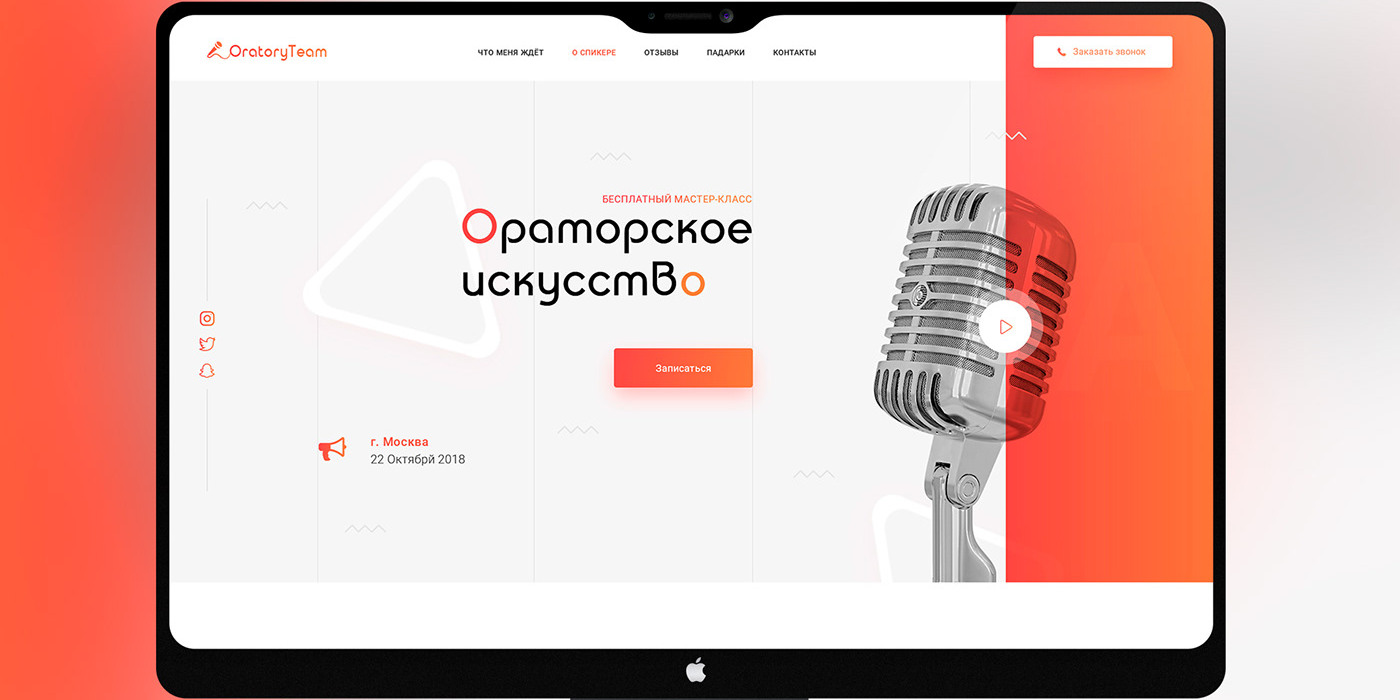 OratoryTeam
ЧТО МЕНЯ ЖДЁТ
О СПИКЕРЕ
ОТЗЫВЫ
ПАДАРКИ
КОНТАКТЫ
Заказать звонок
БЕСПЛАТНЫЙ МАСТЕР-КЛАСС
Ораторское
искусство
Записаться
г. Москва
22 Октябрй 2018